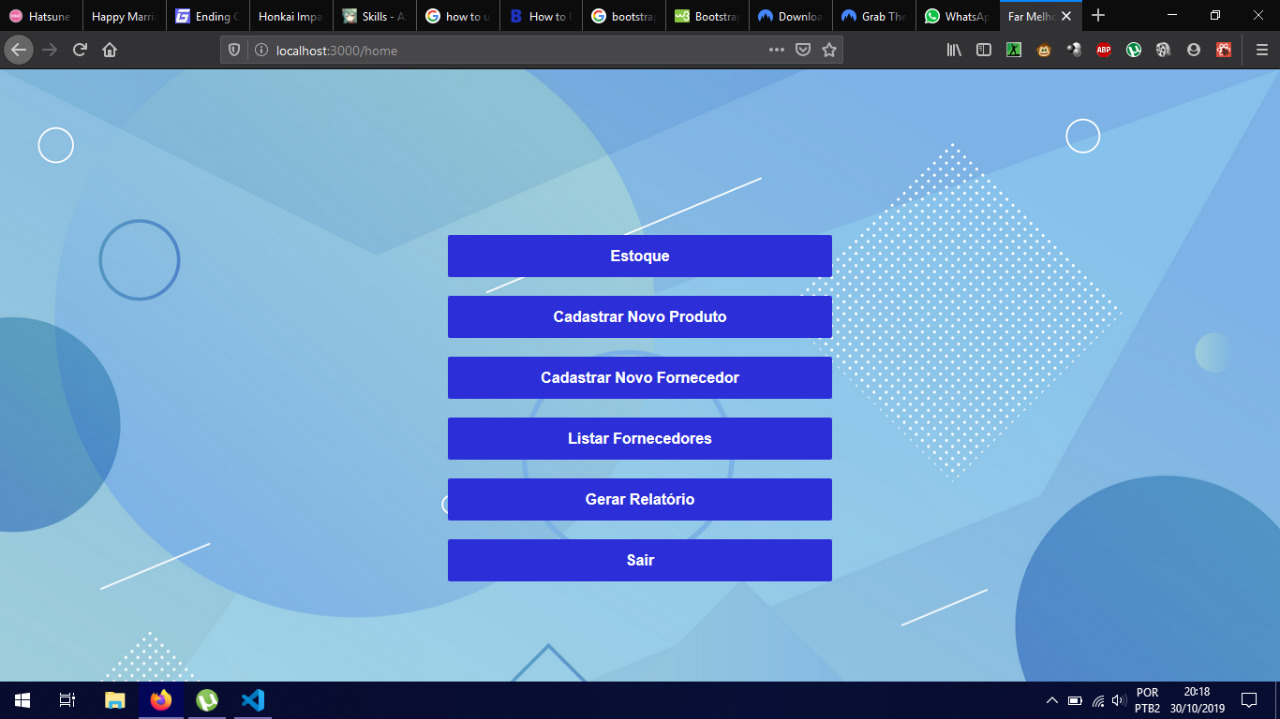 Hatsune
Happy Marri
Ending C
Honkai Impa
Skills - A
how to u
How to
bootstrap
Bootstrap
Downloa
Grab The
WhatsAp
Far Melho
localhost:3000/home
ABP
Estoque
Cadastrar Novo Produto
Cadastrar Novo Fornecedor
Listar Fornecedores
Gerar Relatório
Sair
POR
PTB2
20:18
30/10/2019